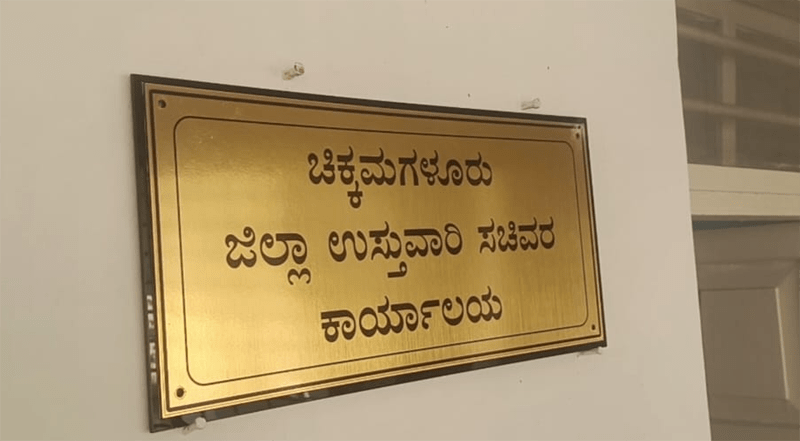 ಚಿಕ್ಕಮಗಳೂರು
ಜಿಲ್ಲಾ ಉಸ್ತುವಾರಿ ಸಚಿವರ
ಕಾರ್ಯಾಲಯ